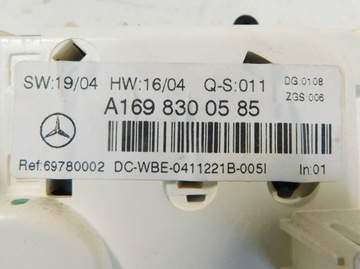 SW:19/04 HW:16/04 Q-S:011 DG:0108
ZGS:006
A169 830 05 85
Ref:69780002 DC-WBE-0411221B-005I In:01